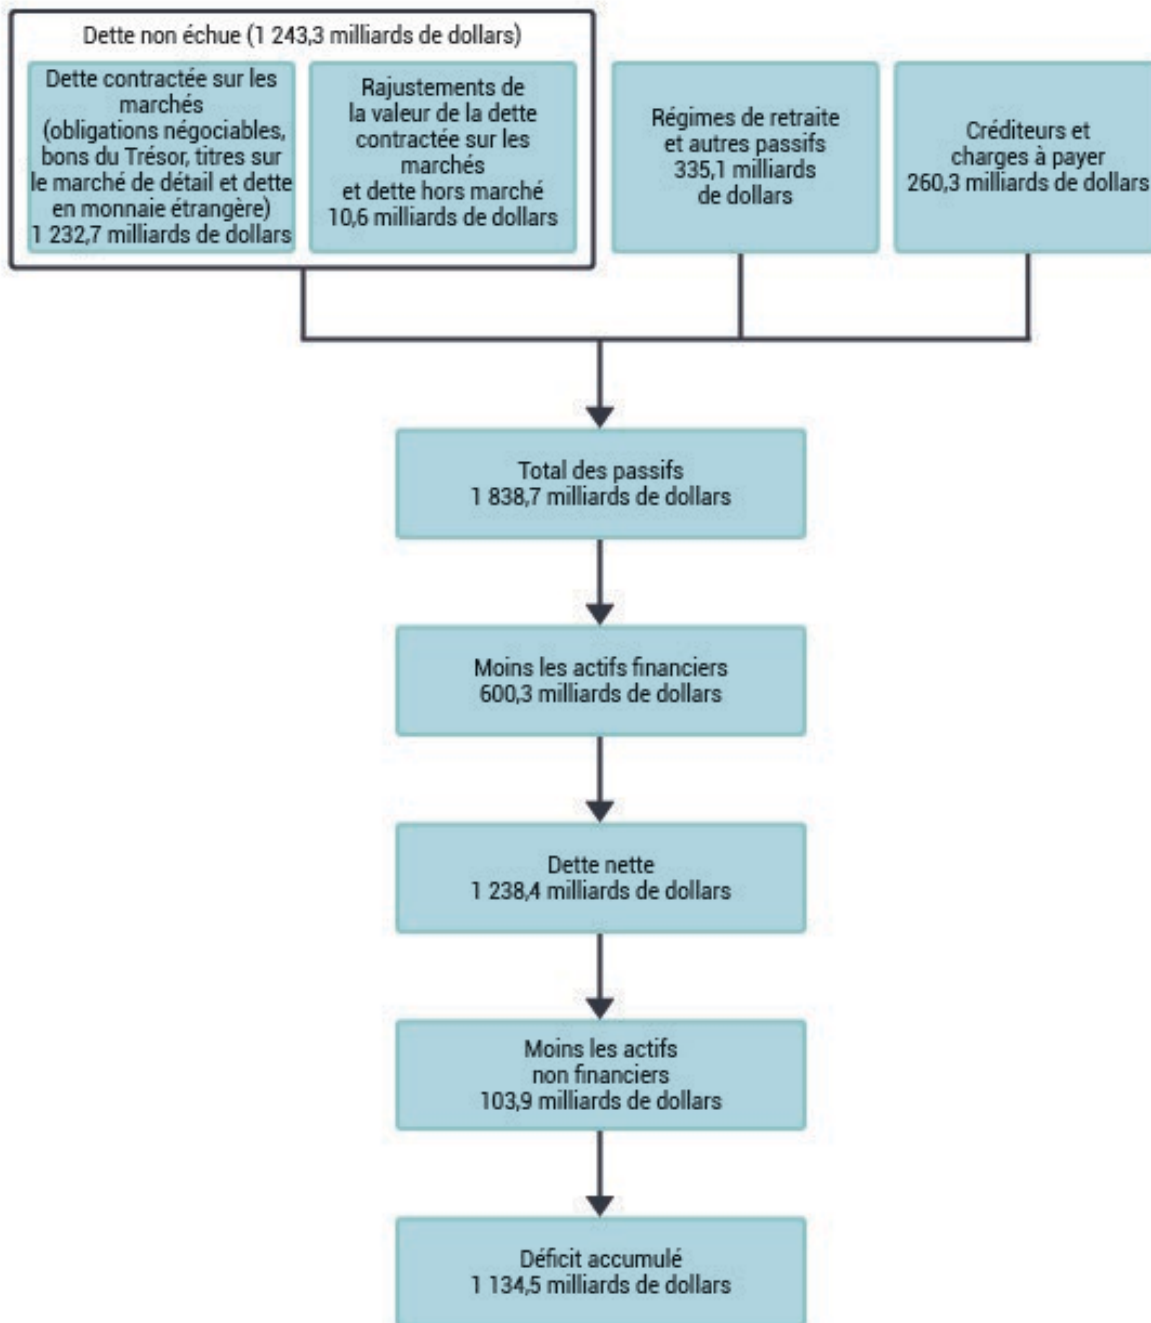 Dette non échue (1 243,3 milliards de dollars)
Dette contractée sur les
marchés
(obligations négociables,
bons du Trésor, titres sur
le marché de détail et dette
en monnaie étrangère)
1 232,7 milliards de dollars
Rajustements de
la valeur de la dette
contractée sur les
marchés
et dette hors marché
10,6 milliards de dollars
Régimes de retraite
et autres passifs
335,1 milliards
de dollars
Créditeurs et
charges à payer
260,3 milliards de dollars
Total des passifs
1 838,7 milliards de dollars
Moins les actifs financiers
600,3 milliards de dollars
Dette nette
1 238,4 milliards de dollars
Moins les actifs
non financiers
103,9 milliards de dollars
Déficit accumulé
1 134,5 milliards de dollars